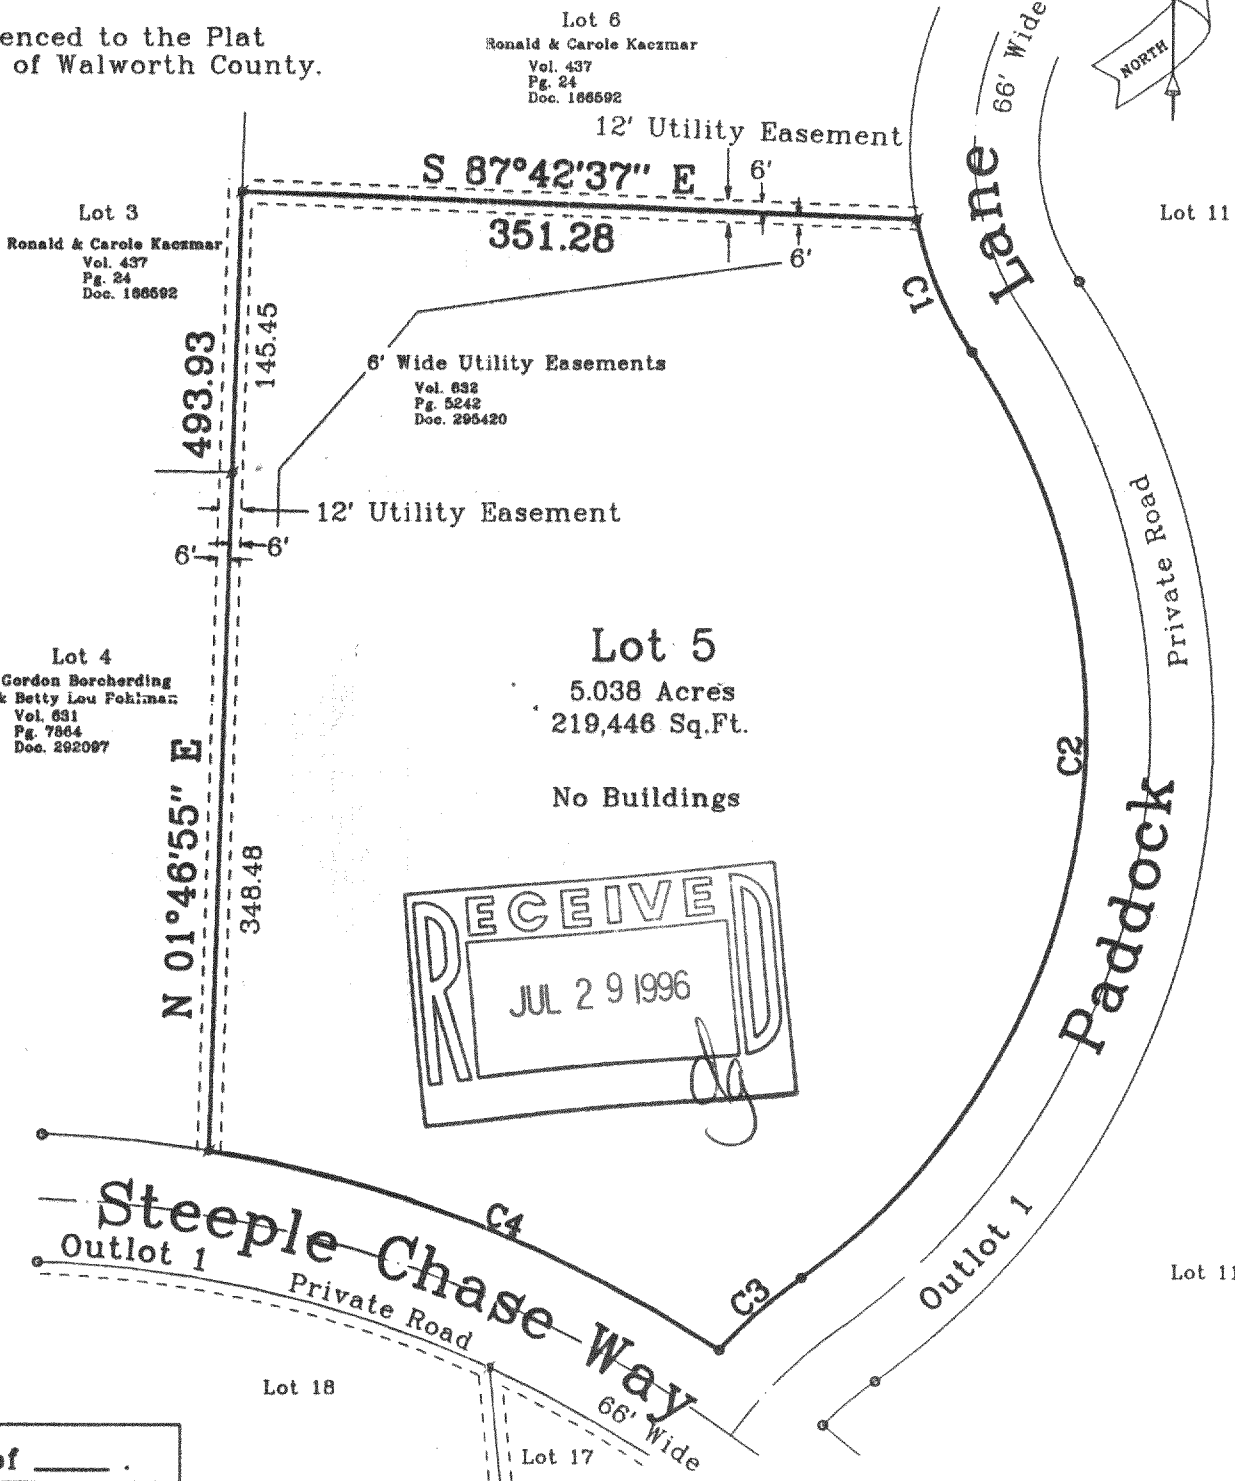 enced to the Plat
of Walworth County.
Lot 6
Ronald & Carole Kaczmar
Vol. 437
Pg. 24
Doc. 166592
66' Wide
NORTH
12' Utility Easement
S 87°42'37" E
6'
351.28
6'
Lot 3
Ronald & Carole Kaczmar
Vol. 437
Pg. 24
Doc. 166592
Lane
Lot 11
C1
493.93
145.45
6' Wide Utility Easements
Vol. 632
Pg. 5242
Doc. 295420
12' Utility Easement
6'
6'
Private Road
Lot 4
Gordon Borcherding
& Betty Lou Fohlman
Vol. 631
Pg. 7864
Doc. 292097
Lot 5
5.038 Acres
219,446 Sq.Ft.
No Buildings
C2
N 01°46'55" E
348.48
Paddock
RECEIVED
JUL 29 1996
Steeple Chase Way
C4
Outlot 1
Private Road
C3
Outlot 1
Lot 11
Lot 18
66' Wide
Lot 17
of ____ .